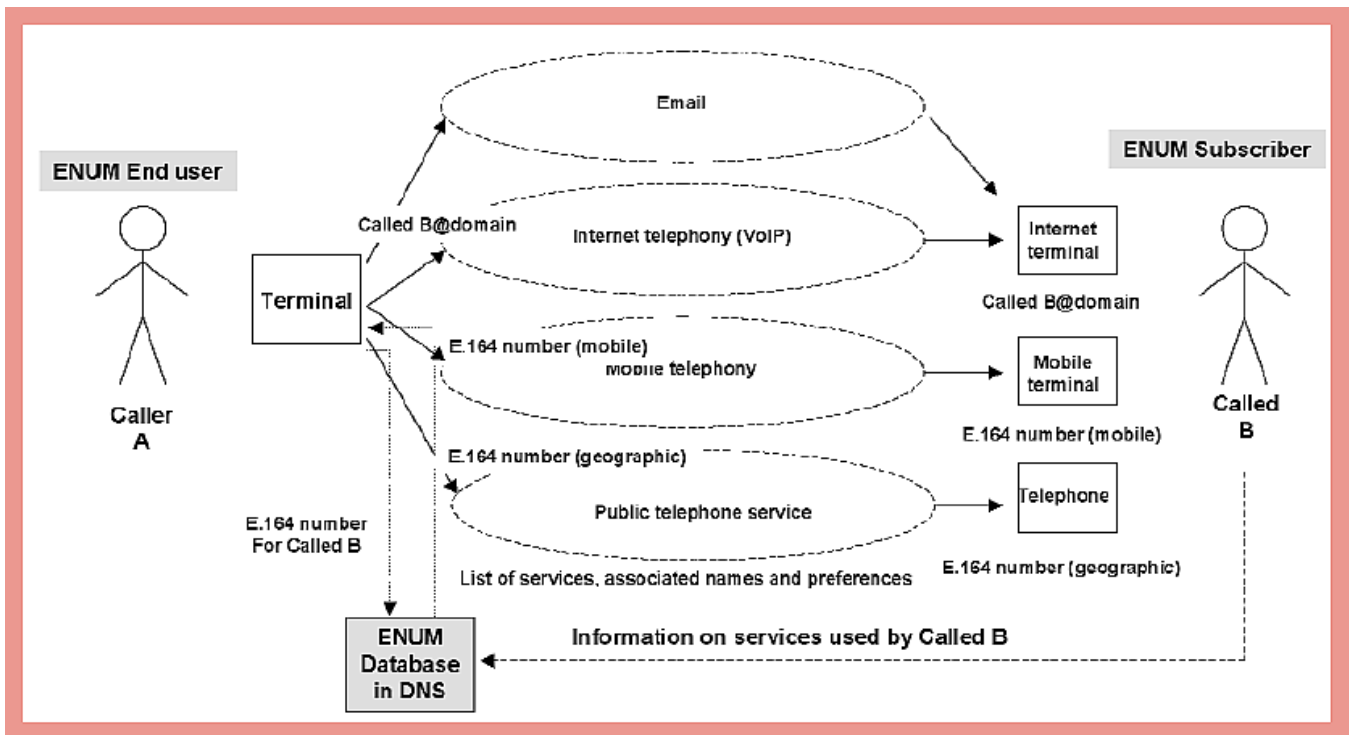 Email
ENUM End user
ENUM Subscriber
Called B@domain
Internet telephony (VoIP)
Internet
terminal
Terminal
Called B@domain
E.164 number (mobile)
Mobile telephony
Mobile
terminal
Caller
A
Called
B
E.164 number (mobile)
E.164 number (geographic)
Public telephone service
Telephone
E.164 number
For Called B
E.164 number (geographic)
List of services, associated names and preferences
ENUM
Database
in DNS
Information on services used by Called B